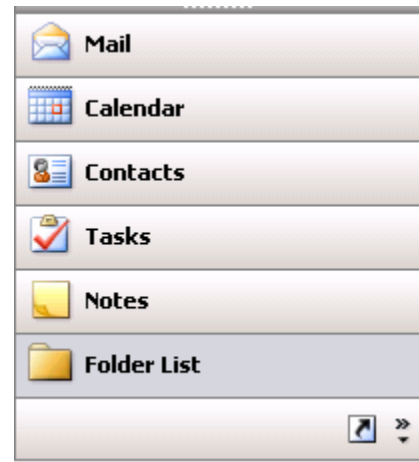 Mail
Calendar
Contacts
Tasks
Notes
Folder List